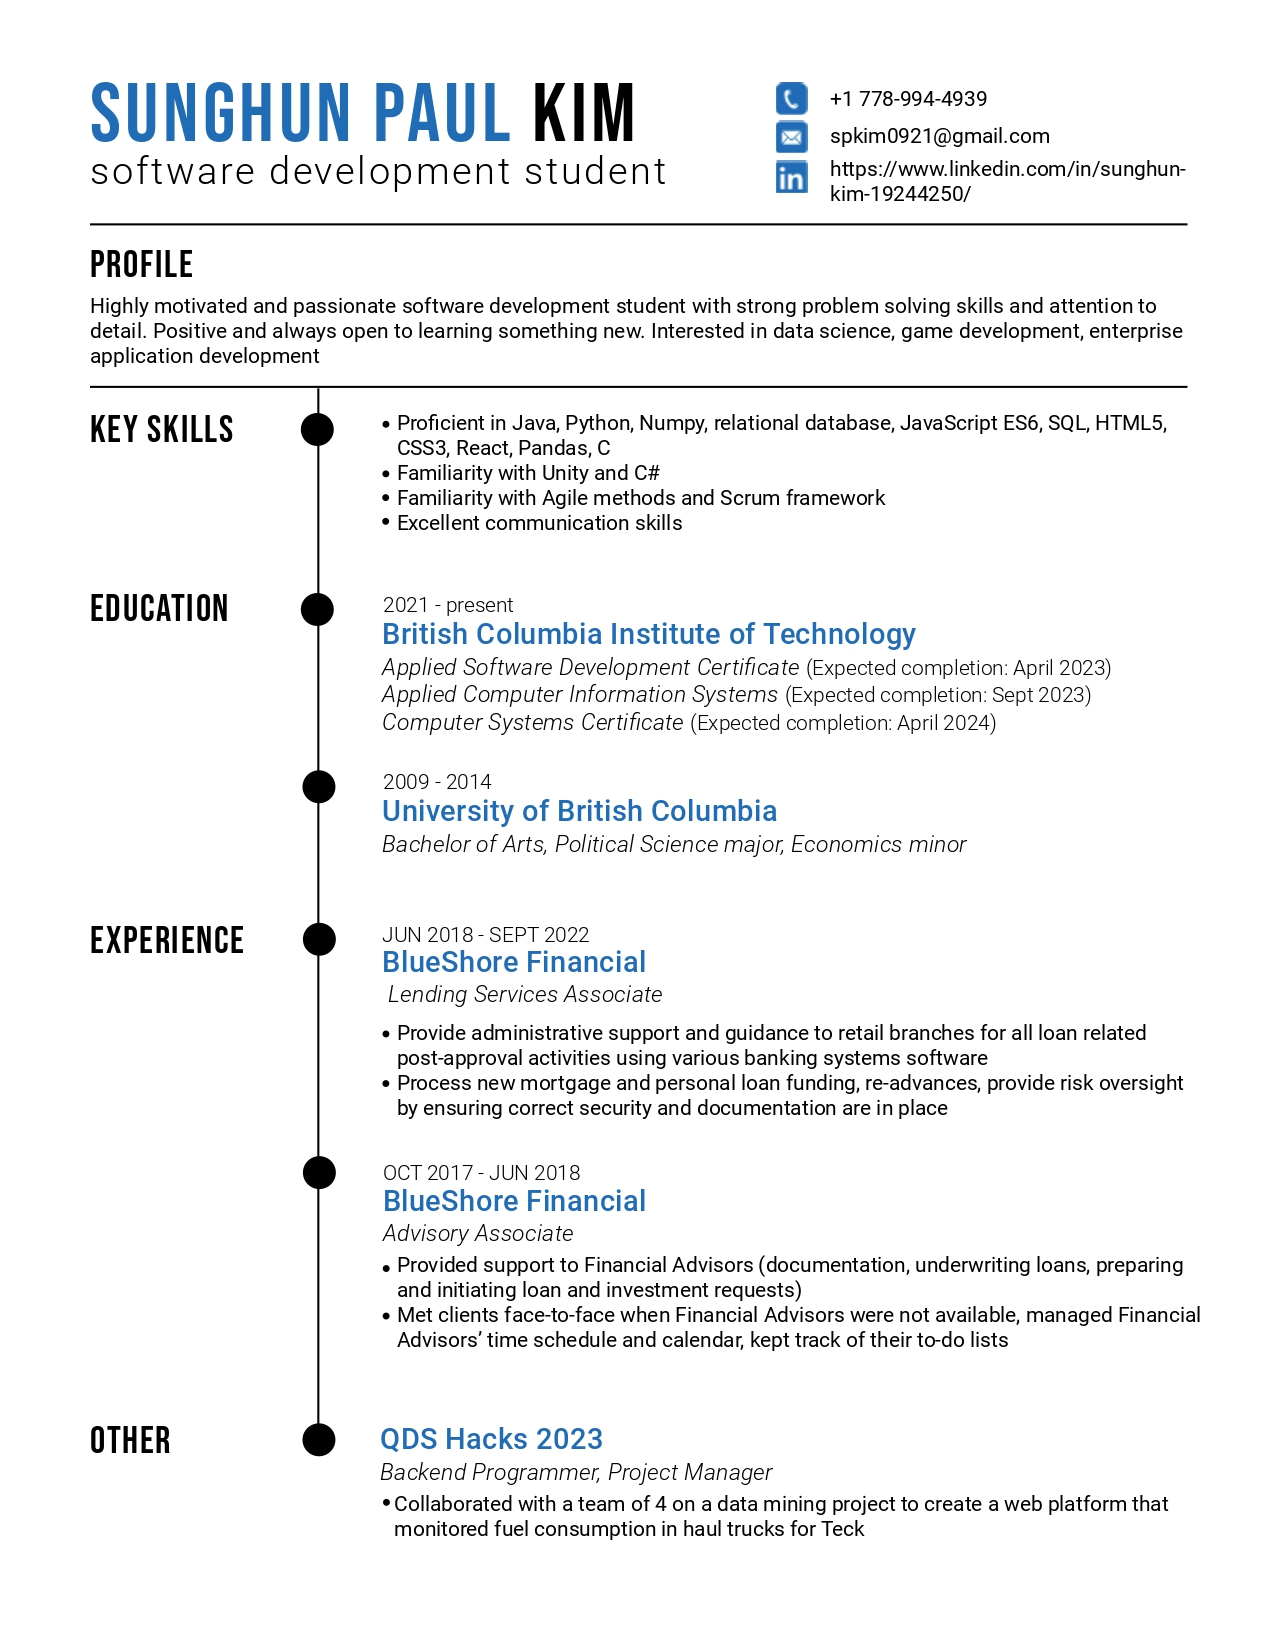 SUNGHUN PAUL KIM
software development student
+1 778-994-4939
spkim0921@gmail.com
in
https://www.linkedin.com/in/sunghun-
kim-19244250/
PROFILE
Highly motivated and passionate software development student with strong problem solving skills and attention to
detail. Positive and always open to learning something new. Interested in data science, game development, enterprise
application development
KEY SKILLS
• Proficient in Java, Python, Numpy, relational database, JavaScript ES6, SQL, HTML5,
CSS3, React, Pandas, C
• Familiarity with Unity and C#
• Familiarity with Agile methods and Scrum framework
• Excellent communication skills
EDUCATION
2021 - present
British Columbia Institute of Technology
Applied Software Development Certificate (Expected completion: April 2023)
Applied Computer Information Systems (Expected completion: Sept 2023)
Computer Systems Certificate (Expected completion: April 2024)
2009 - 2014
University of British Columbia
Bachelor of Arts, Political Science major, Economics minor
EXPERIENCE
JUN 2018 - SEPT 2022
BlueShore Financial
Lending Services Associate
• Provide administrative support and guidance to retail branches for all loan related
post-approval activities using various banking systems software
• Process new mortgage and personal loan funding, re-advances, provide risk oversight
by ensuring correct security and documentation are in place
OCT 2017 - JUN 2018
BlueShore Financial
Advisory Associate
• Provided support to Financial Advisors (documentation, underwriting loans, preparing
and initiating loan and investment requests)
• Met clients face-to-face when Financial Advisors were not available, managed Financial
Advisors’ time schedule and calendar, kept track of their to-do lists
OTHER
QDS Hacks 2023
Backend Programmer, Project Manager
• Collaborated with a team of 4 on a data mining project to create a web platform that
monitored fuel consumption in haul trucks for Teck